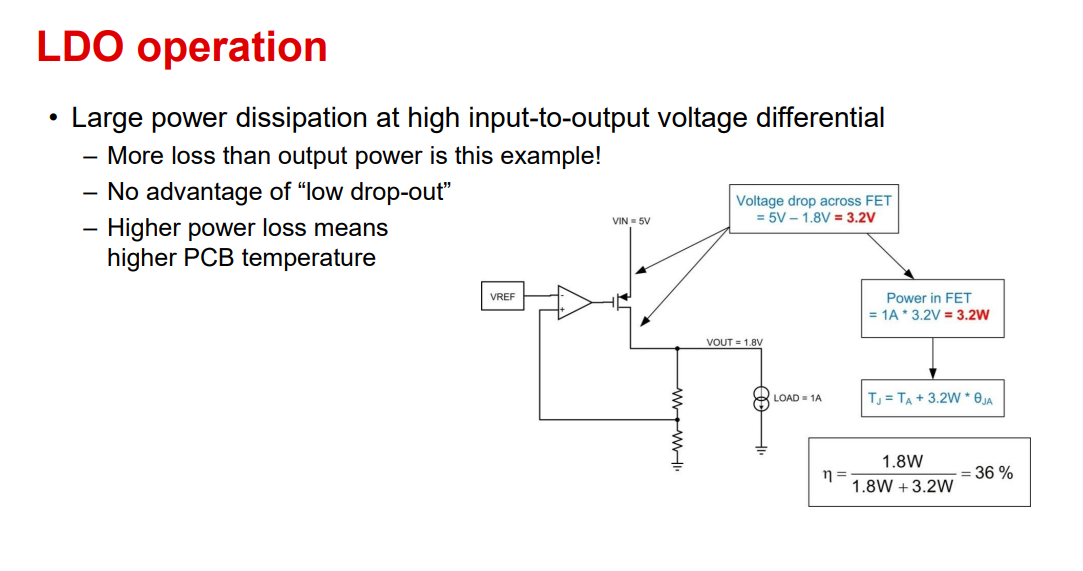 LDO operation
• Large power dissipation at high input-to-output voltage differential
– More loss than output power is this example!
– No advantage of “low drop-out”
– Higher power loss means
higher PCB temperature
VIN = 5V
Voltage drop across FET
= 5V – 1.8V = 3.2V
VREF
-
+
Power in FET
= 1A * 3.2V = 3.2W
VOUT = 1.8V
LOAD = 1A
TJ = TA + 3.2W * θJA
η = 1.8W / 1.8W + 3.2W = 36 %